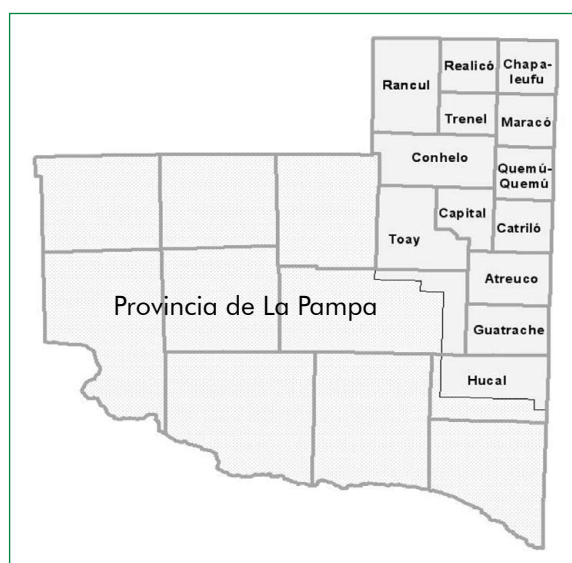 Rancul
Realicó
Chapa-
leufu
Trenel
Maracó
Conhelo
Quemú-
Quemú
Capital
Toay
Catriló
Atreuco
Provincia de La Pampa
Guatrache
Hucal